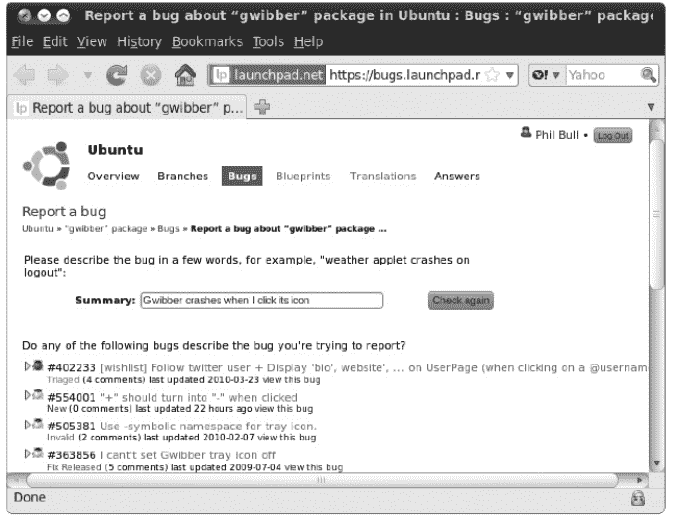 Report a bug about “gwibber” package in Ubuntu : Bugs : “gwibber” package
File Edit View History Bookmarks Tools Help
lp launchpad.net https://bugs.launchpad.r Y! Yahoo
lp Report a bug about “gwibber” p...
Phil Bull • Log Out
Ubuntu
Overview Branches Bugs Blueprints Translations Answers
Report a bug
Ubuntu » "gwibber" package » Bugs » Report a bug about "gwibber" package ...
Please describe the bug in a few words, for example, "weather applet crashes on
logout":
Summary: Gwibber crashes when I click its icon Check again
Do any of the following bugs describe the bug you're trying to report?
#402233 [wishlist] Follow twitter user + Display 'bio', website', ... on UserPage (when clicking on a @usernam
Triaged (4 comments) last updated 2010-03-23 view this bug
#554001 "+" should turn into "-" when clicked
New (0 comments) last updated 22 hours ago view this bug
#505381 Use -symbolic namespace for tray icon.
Invalid (2 comments) last updated 2010-02-07 view this bug
#363856 I cant't set Gwibber tray icon off
Fix Released (5 comments) last updated 2009-07-04 view this bug
Done